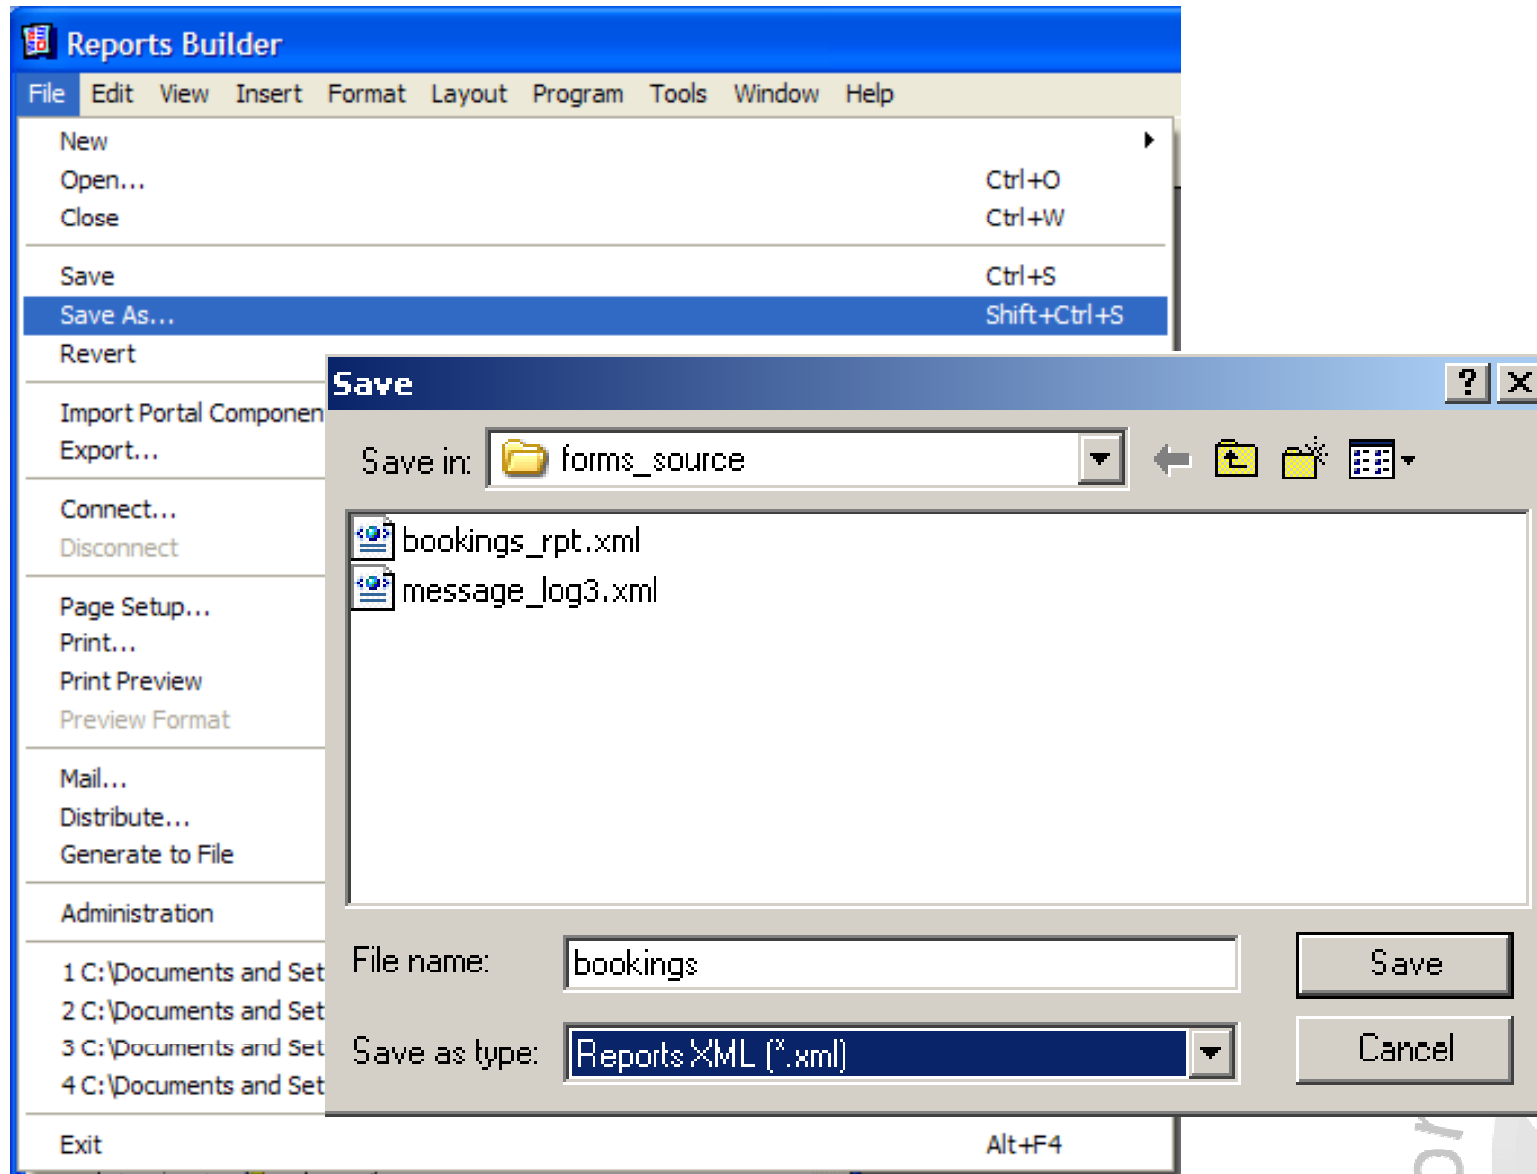 Reports Builder
File Edit View Insert Format Layout Program Tools Window Help
New
Open... Ctrl+O
Close Ctrl+W
Save Ctrl+S
Save As... Shift+Ctrl+S
Revert
Import Portal Componen
Export...
Connect...
Disconnect
Page Setup...
Print...
Print Preview
Preview Format
Mail...
Distribute...
Generate to File
Administration
1 C:\Documents and Set
2 C:\Documents and Set
3 C:\Documents and Set
4 C:\Documents and Set
Exit Alt+F4
Save
Save in: forms_source
bookings_rpt.xml
message_log3.xml
File name: bookings Save
Save as type: Reports XML (*.xml) Cancel
or